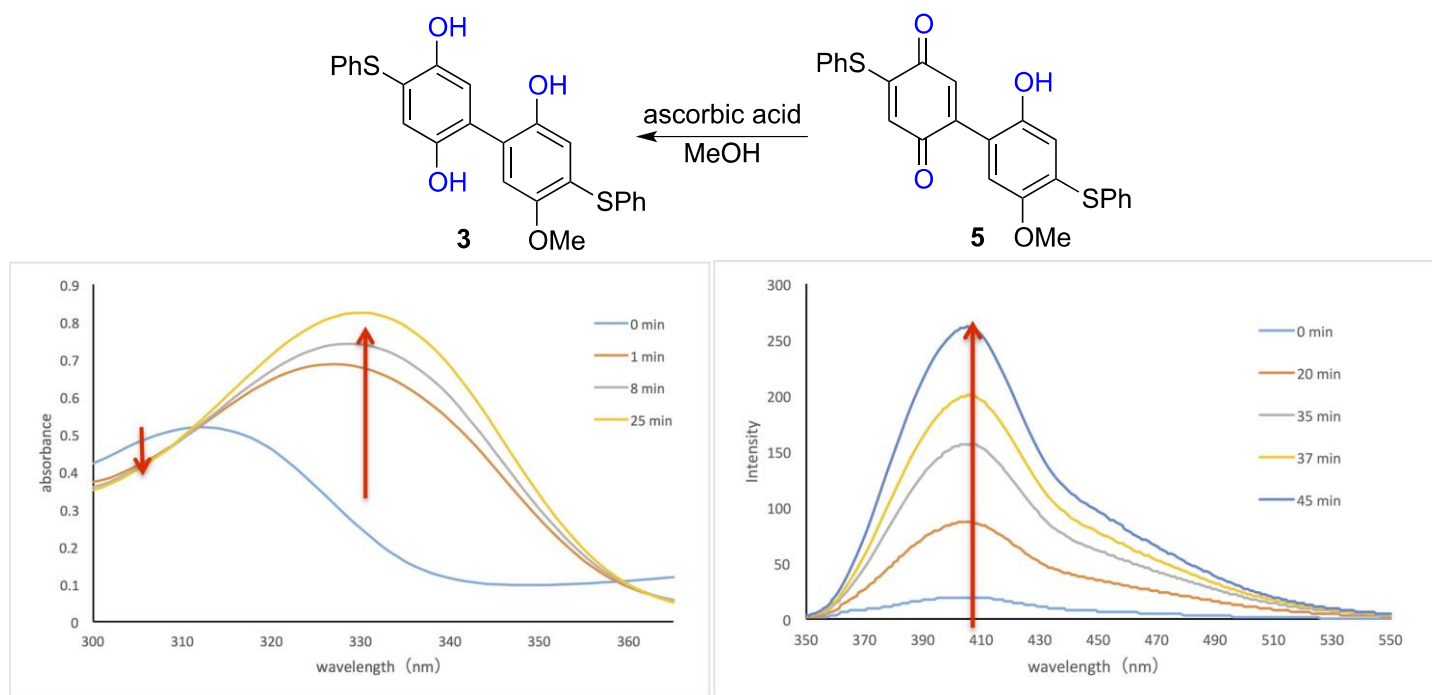 OH
PhS
OH
OH
SPh
OMe
3
ascorbic acid
MeOH
O
PhS
OH
O
SPh
OMe
5
0.9
0.8
0.7
0.6
0.5
0.4
0.3
0.2
0.1
0
absorbance
300 310 320 330 340 350 360
wavelength（nm）
0 min
1 min
8 min
25 min
300
250
200
150
100
50
0
Intensity
350 370 390 410 430 450 470 490 510 530 550
wavelength（nm）
0 min
20 min
35 min
37 min
45 min